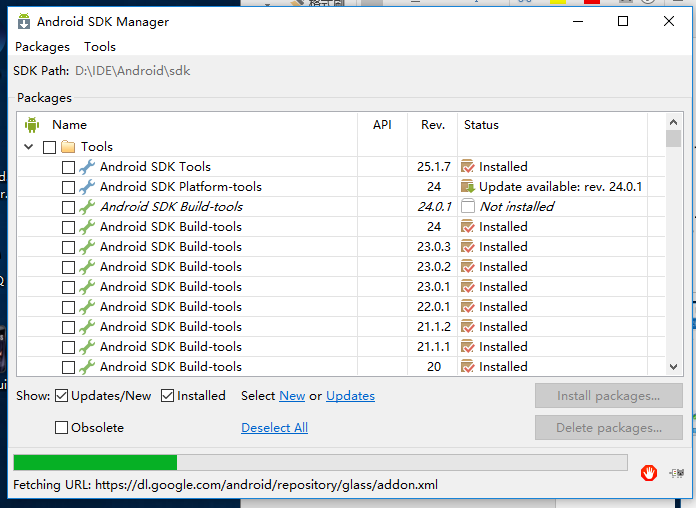 格式刷
Android SDK Manager
Packages Tools
SDK Path: D:\IDE\Android\sdk
Packages
Name API Rev. Status
Tools
Android SDK Tools 25.1.7 Installed
Android SDK Platform-tools 24 Update available: rev. 24.0.1
Android SDK Build-tools 24.0.1 Not installed
Android SDK Build-tools 24 Installed
Android SDK Build-tools 23.0.3 Installed
Android SDK Build-tools 23.0.2 Installed
Android SDK Build-tools 23.0.1 Installed
Android SDK Build-tools 22.0.1 Installed
Android SDK Build-tools 21.1.2 Installed
Android SDK Build-tools 21.1.1 Installed
Android SDK Build-tools 20 Installed
Show: Updates/New Installed Select New or Updates Install packages...
Obsolete Deselect All Delete packages...
Fetching URL: https://dl.google.com/android/repository/glass/addon.xml